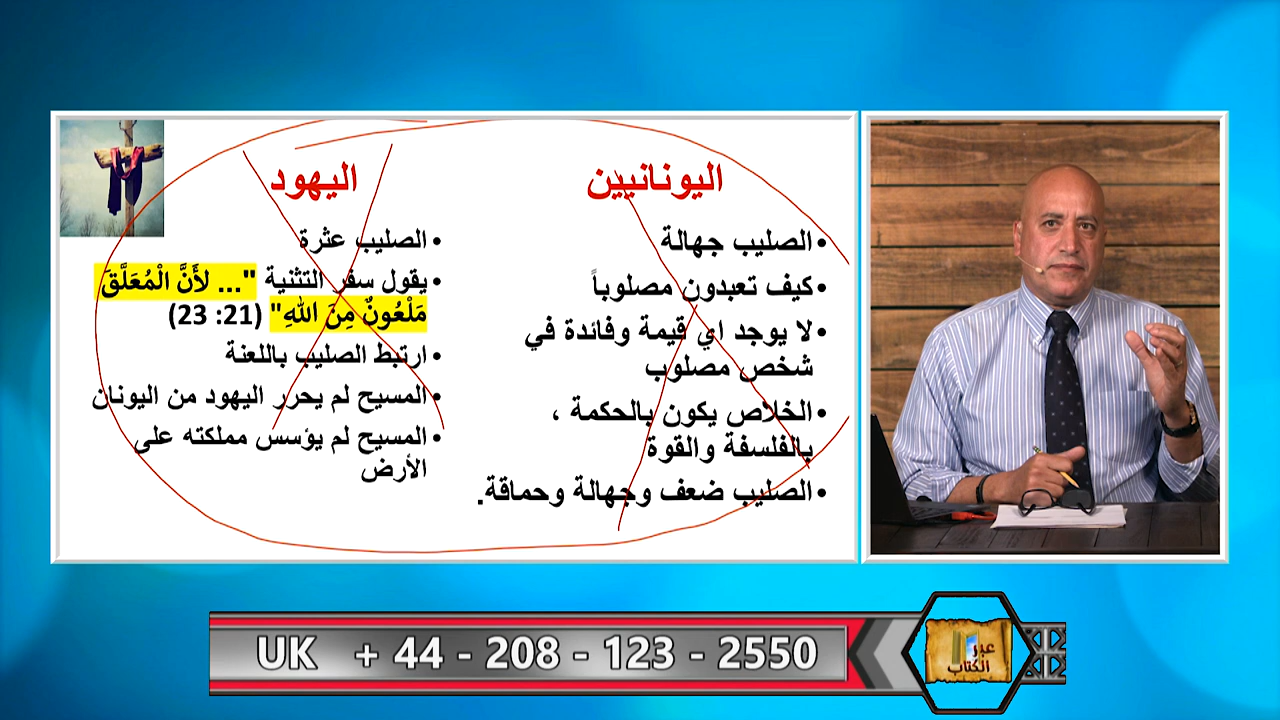 اليونانيين
•الصليب جهالة
•كيف تعبدون مصلوباً
•لا يوجد اي قيمة وفائدة في
شخص مصلوب
•الخلاص يكون بالحكمة ،
بالفلسفة والقوة
•الصليب ضعف وجهالة وحماقة.
اليهود
•الصليب عثرة
•يقول سفر التثنية "... لأَنَّ الْمُعَلَّقَ
مَلْعُونٌ مِنَ اللهِ" (21: 23)
•ارتبط الصليب باللعنة
•المسيح لم يحرر اليهود من اليونان
•المسيح لم يؤسس مملكته على
الأرض
UK + 44 - 208 - 123 - 2550
عبر
الكتاب